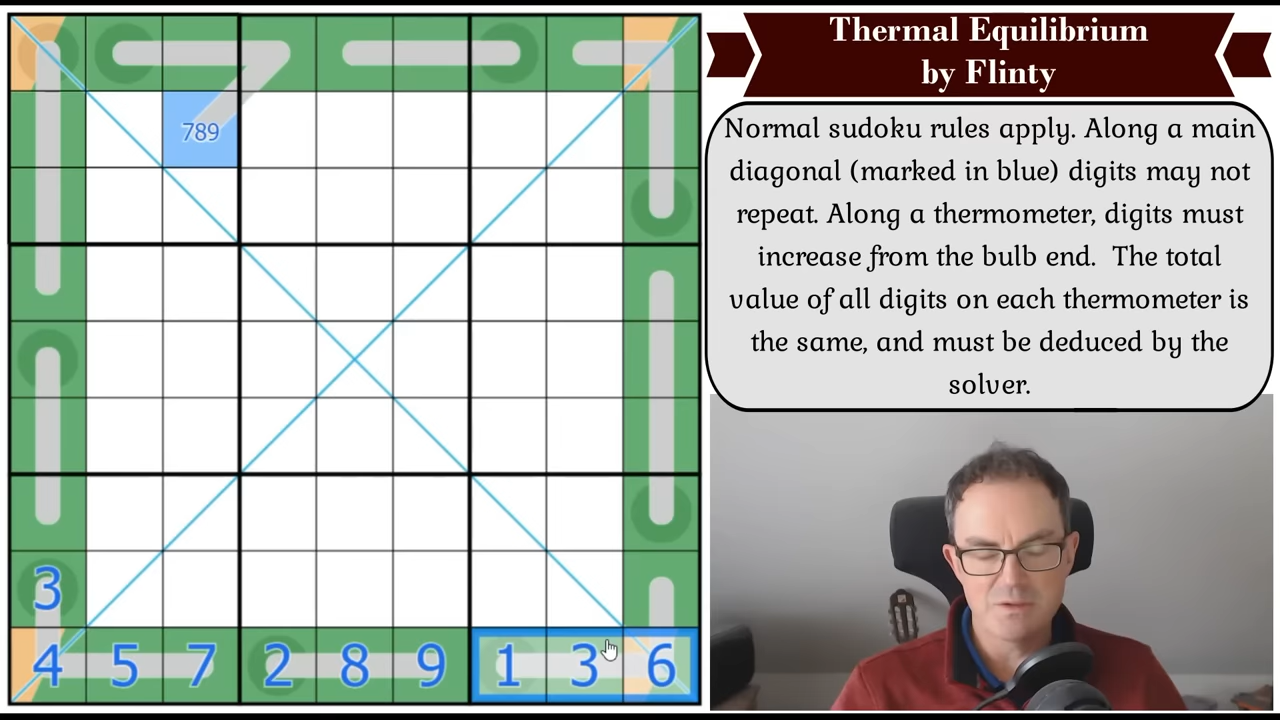 Thermal Equilibrium
by Flinty
Normal sudoku rules apply. Along a main
diagonal (marked in blue) digits may not
repeat. Along a thermometer, digits must
increase from the bulb end. The total
value of all digits on each thermometer is
the same, and must be deduced by the
solver.
789
3
4 5 7 2 8 9 1 3 6